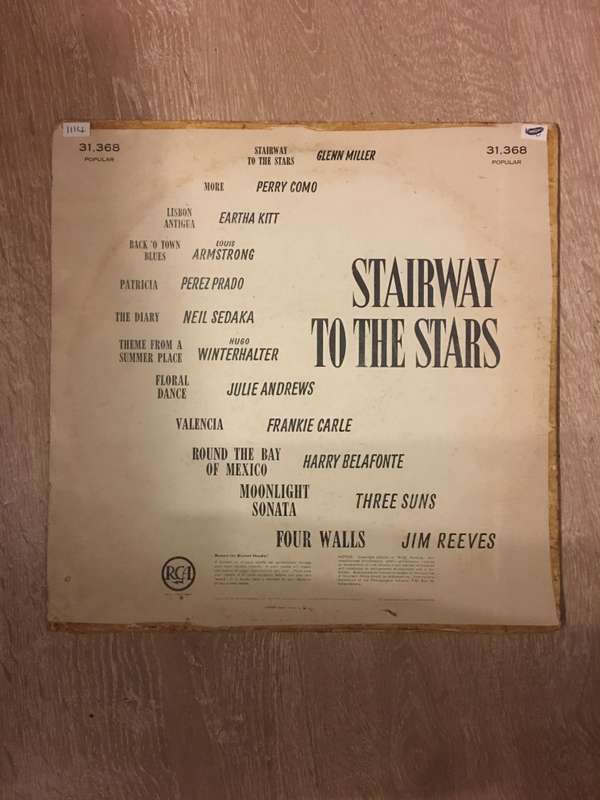 1114
31,368
POPULAR
31,368
POPULAR
STAIRWAY
TO THE STARS GLENN MILLER
MORE PERRY COMO
LISBON
ANTIGUA EARTHA KITT
BACK 'O TOWN
BLUES LOUIS
ARMSTRONG
PATRICIA PEREZ PRADO
THE DIARY NEIL SEDAKA
THEME FROM A
SUMMER PLACE HUGO
WINTERHALTER
FLORAL
DANCE JULIE ANDREWS
VALENCIA FRANKIE CARLE
ROUND THE BAY
OF MEXICO HARRY BELAFONTE
MOONLIGHT
SONATA THREE SUNS
FOUR WALLS JIM REEVES
STAIRWAY
TO THE STARS
RCA